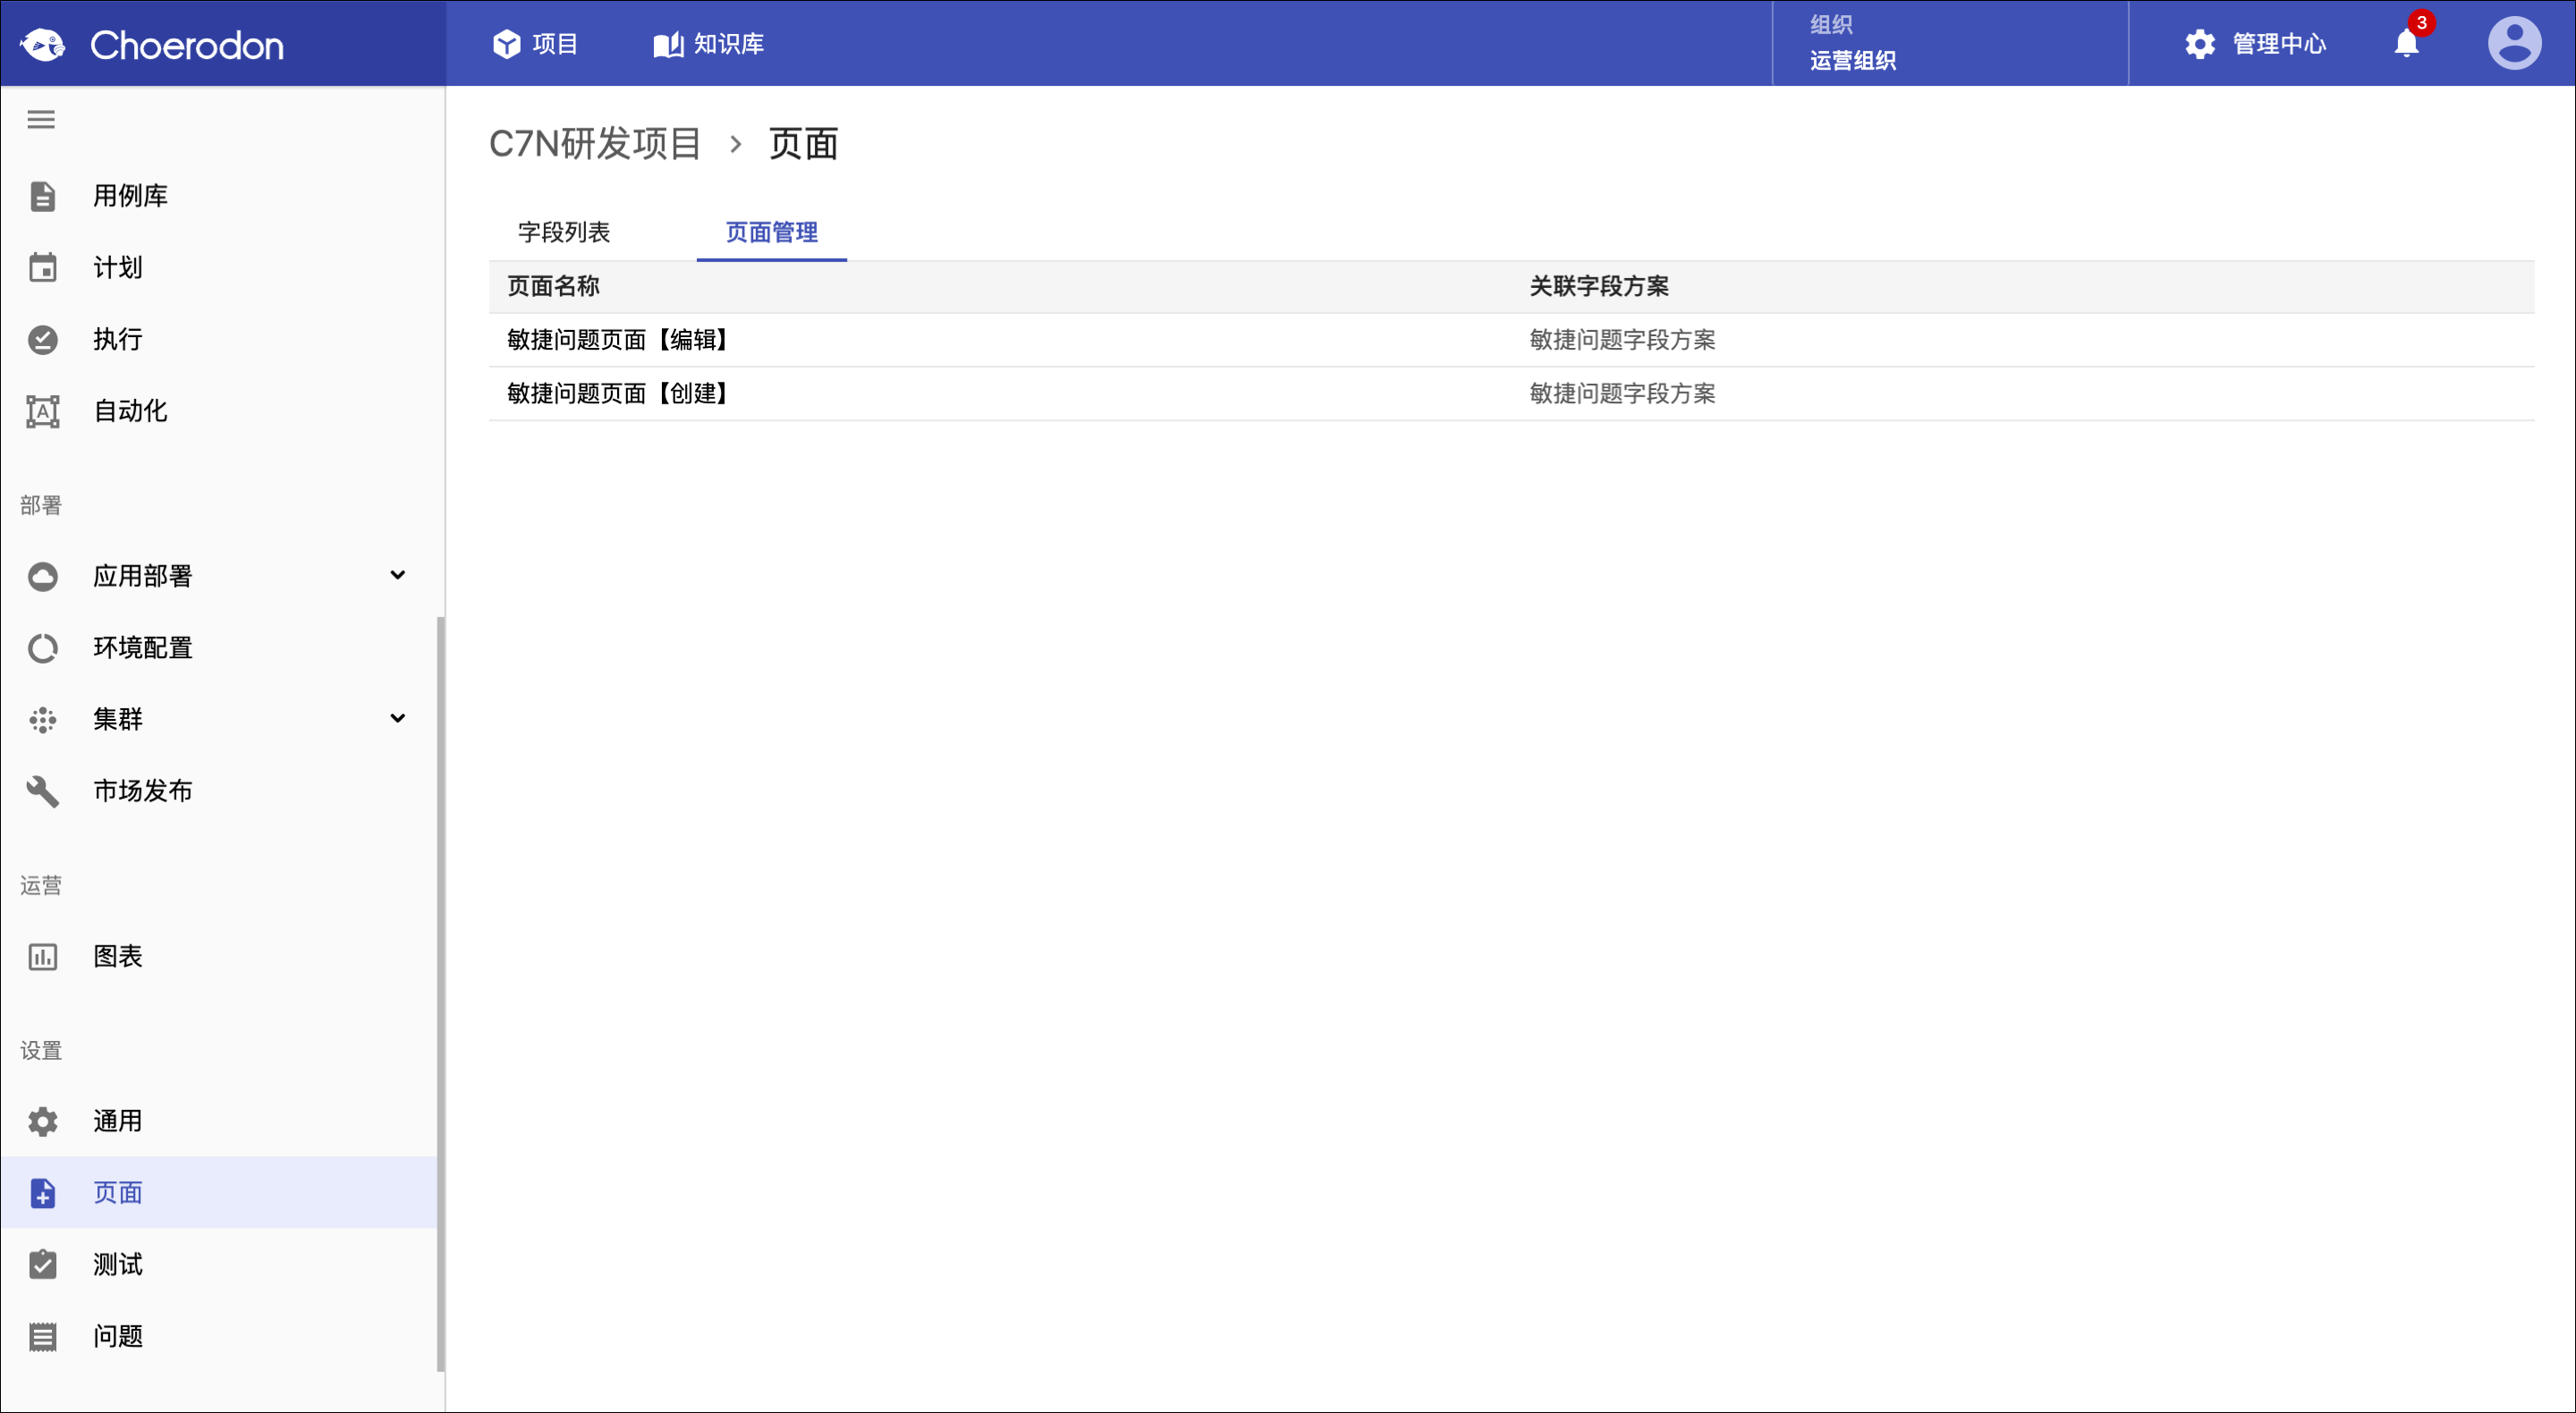 Choerodon
项目
知识库
组织
运营组织
管理中心
3
用例库
计划
执行
A
自动化
部署
应用部署
环境配置
集群
市场发布
运营
图表
设置
通用
页面
测试
问题
C7N研发项目 > 页面
字段列表 页面管理
页面名称 关联字段方案
敏捷问题页面【编辑】 敏捷问题字段方案
敏捷问题页面【创建】 敏捷问题字段方案